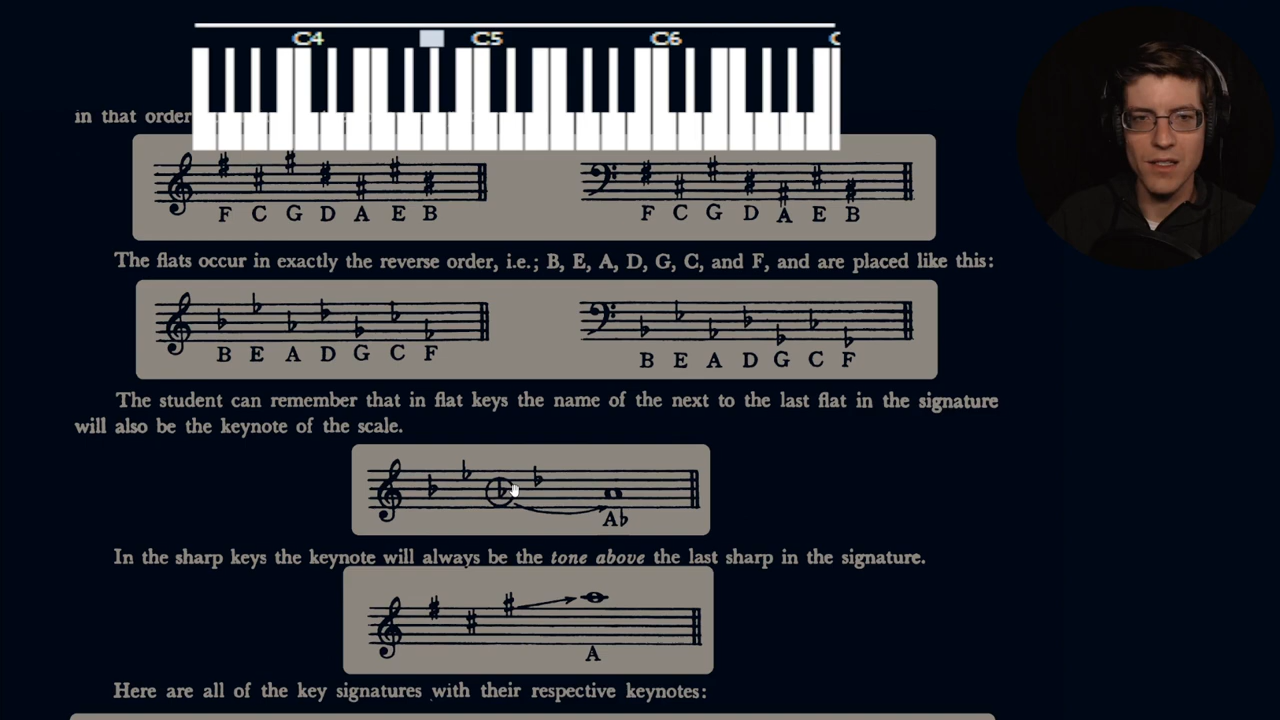 C4 C5 C6 C
in that order
F C G D A E B F C G D A E B
The flats occur in exactly the reverse order, i.e.; B, E, A, D, G, C, and F, and are placed like this:
B E A D G C F B E A D G C F
The student can remember that in flat keys the name of the next to the last flat in the signature
will also be the keynote of the scale.
A♭
In the sharp keys the keynote will always be the tone above the last sharp in the signature.
A
Here are all of the key signatures with their respective keynotes: